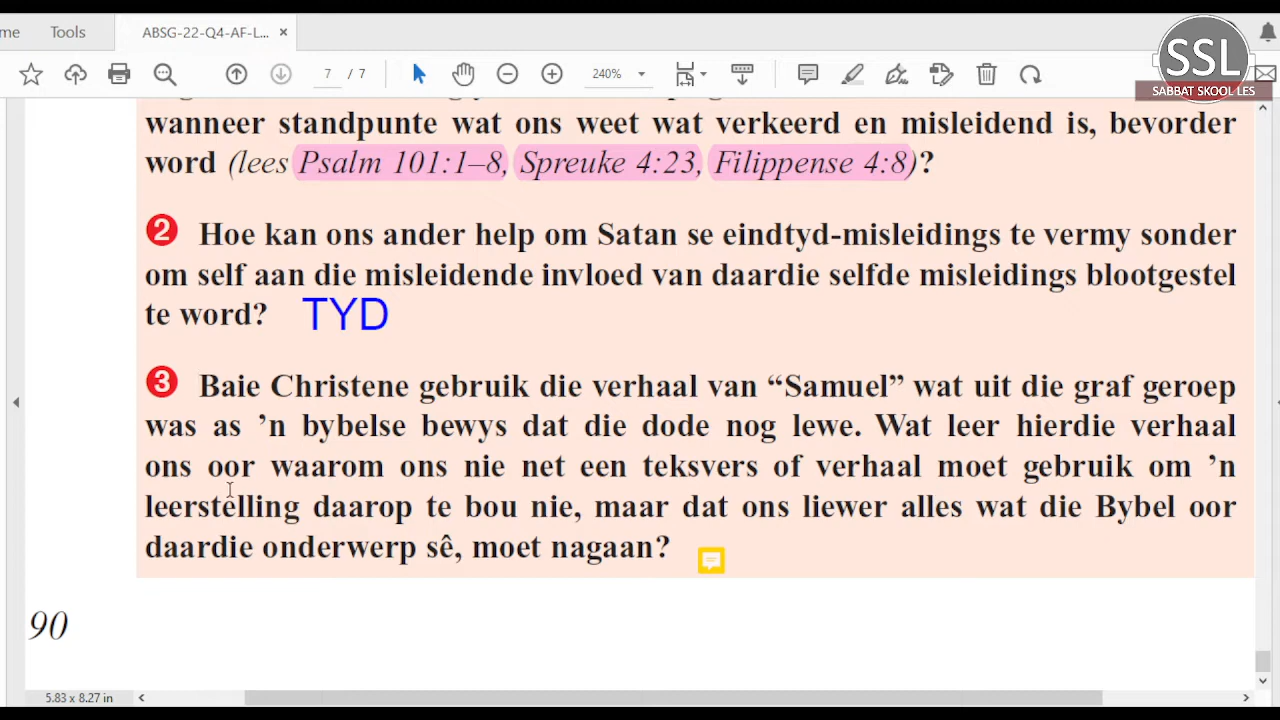 me
Tools
ABSG-22-Q4-AF-L... ×
7 / 7
240%
SSL
SABBAT SKOOL LES
wanneer standpunte wat ons weet wat verkeerd en misleidend is, bevorder
word (lees Psalm 101:1–8, Spreuke 4:23, Filippense 4:8)?
2 Hoe kan ons ander help om Satan se eindtyd-misleidings te vermy sonder
om self aan die misleidende invloed van daardie selfde misleidings blootgestel
te word? TYD
3 Baie Christene gebruik die verhaal van “Samuel” wat uit die graf geroep
was as ’n bybelse bewys dat die dode nog lewe. Wat leer hierdie verhaal
ons oor waarom ons nie net een teksvers of verhaal moet gebruik om ’n
leerstelling daarop te bou nie, maar dat ons liewer alles wat die Bybel oor
daardie onderwerp sê, moet nagaan?
90
5.83 x 8.27 in